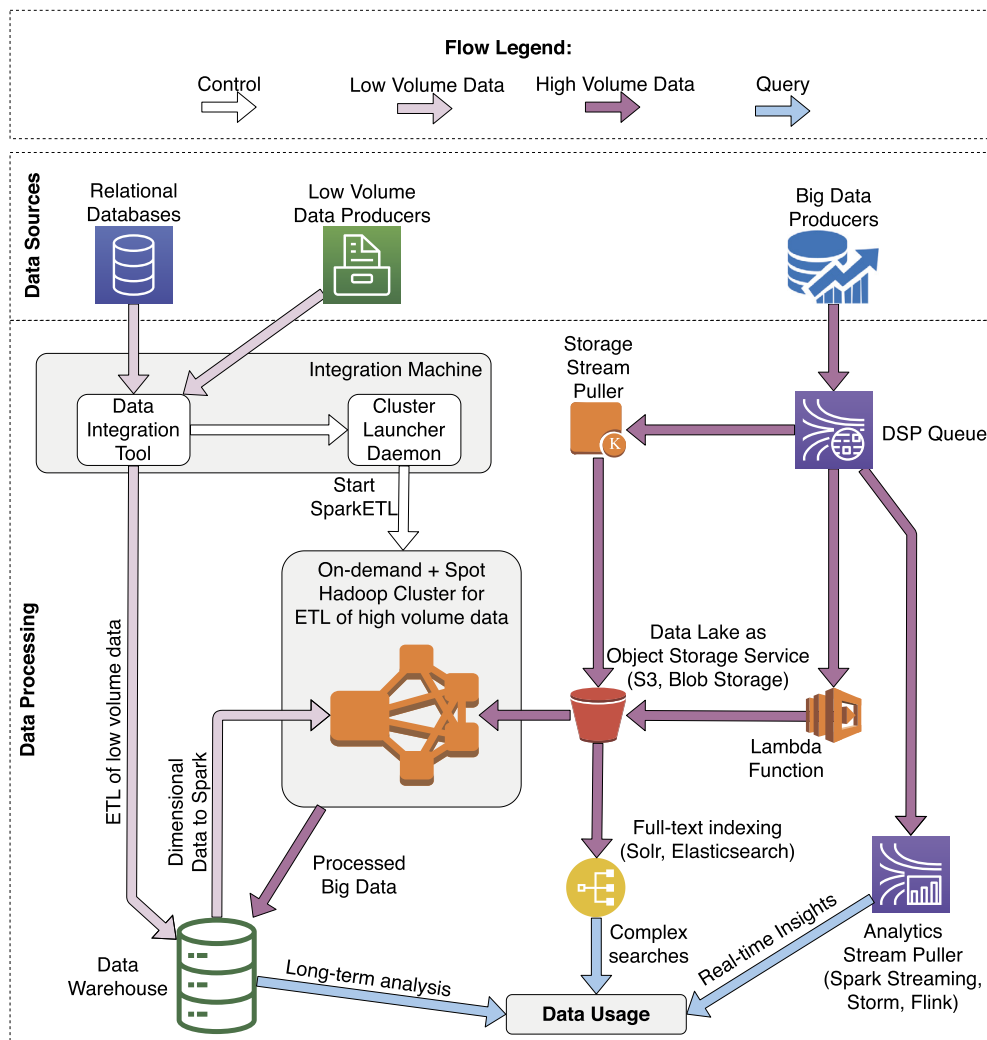 Flow Legend:
Control
Low Volume Data
High Volume Data
Query
Data Sources
Relational
Databases
Low Volume
Data Producers
Big Data
Producers
Data Processing
Integration Machine
Data
Integration
Tool
Cluster
Launcher
Daemon
Storage
Stream
Puller
K
DSP Queue
Start
SparkETL
On-demand + Spot
Hadoop Cluster for
ETL of high volume data
ETL of low volume data
Dimensional
Data to Spark
Data Lake as
Object Storage Service
(S3, Blob Storage)
Lambda
Function
Processed
Big Data
Full-text indexing
(Solr, Elasticsearch)
Data
Warehouse
Long-term analysis
Complex
searches
Real-time Insights
Analytics
Stream Puller
(Spark Streaming,
Storm, Flink)
Data Usage